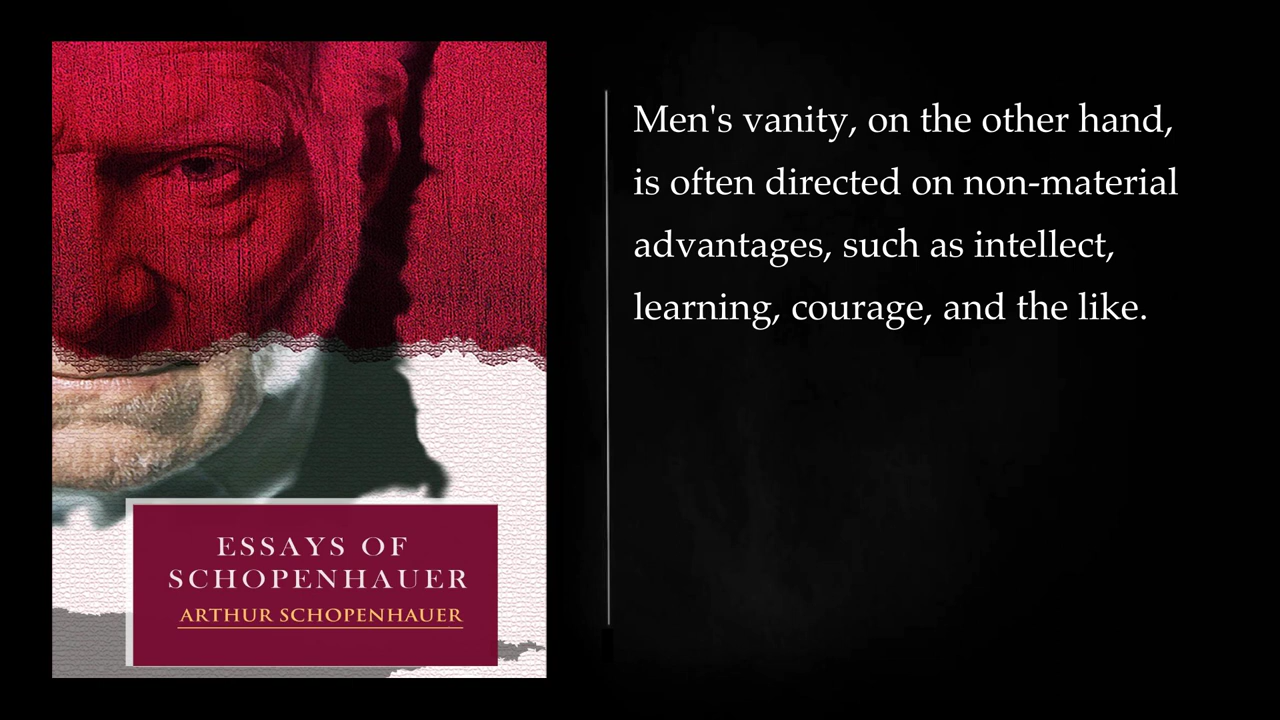 ESSAYS OF
SCHOPENHAUER
ARTHUR SCHOPENHAUER
Men's vanity, on the other hand,
is often directed on non-material
advantages, such as intellect,
learning, courage, and the like.